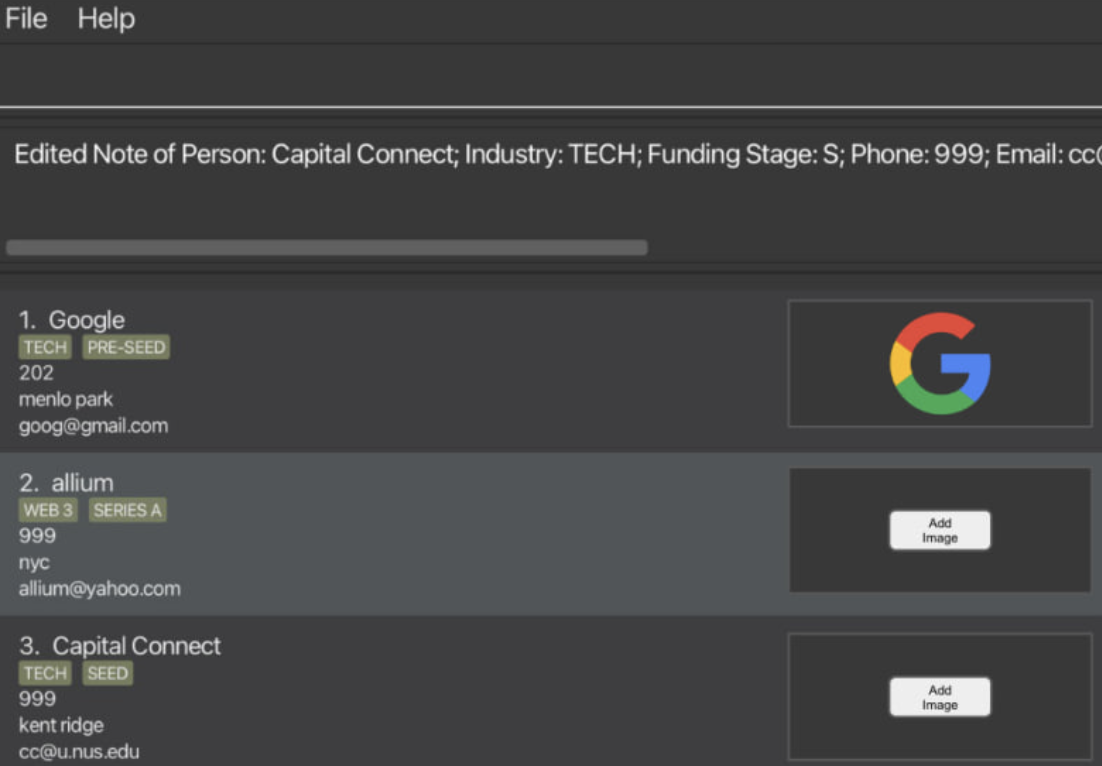 File Help
Edited Note of Person: Capital Connect; Industry: TECH; Funding Stage: S; Phone: 999; Email: cc@
1. Google
TECH PRE-SEED
202
menlo park
goog@gmail.com
2. allium
WEB 3 SERIES A
999
nyc
allium@yahoo.com
Add
Image
3. Capital Connect
TECH SEED
999
kent ridge
cc@u.nus.edu
Add
Image